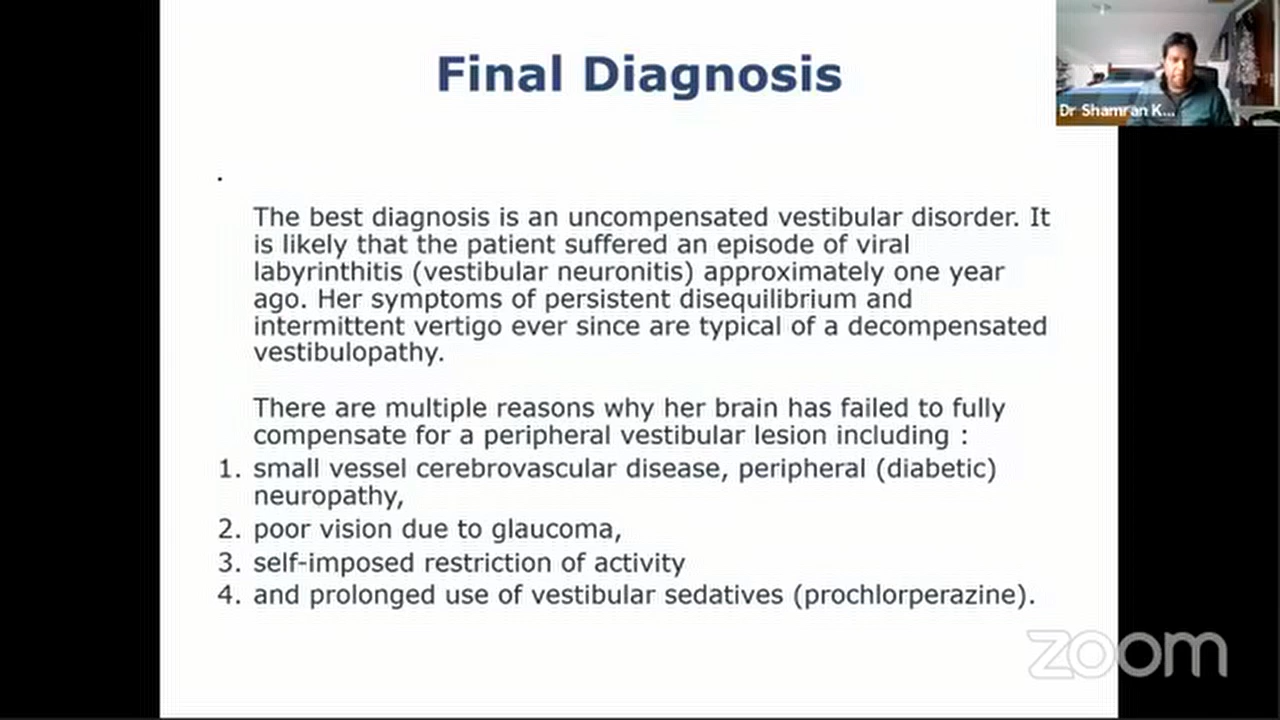 Final Diagnosis
Dr Shamran K...
.
The best diagnosis is an uncompensated vestibular disorder. It
is likely that the patient suffered an episode of viral
labyrinthitis (vestibular neuronitis) approximately one year
ago. Her symptoms of persistent disequilibrium and
intermittent vertigo ever since are typical of a decompensated
vestibulopathy.
There are multiple reasons why her brain has failed to fully
compensate for a peripheral vestibular lesion including :
1. small vessel cerebrovascular disease, peripheral (diabetic)
neuropathy,
2. poor vision due to glaucoma,
3. self-imposed restriction of activity
4. and prolonged use of vestibular sedatives (prochlorperazine).
zoom